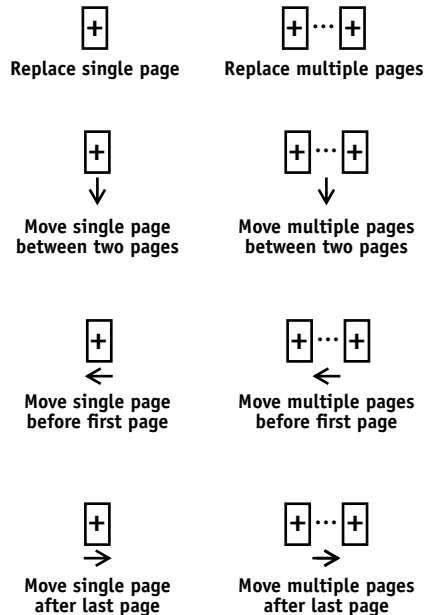 Replace single page
Replace multiple pages
Move single page
between two pages
Move multiple pages
between two pages
Move single page
before first page
Move multiple pages
before first page
Move single page
after last page
Move multiple pages
after last page